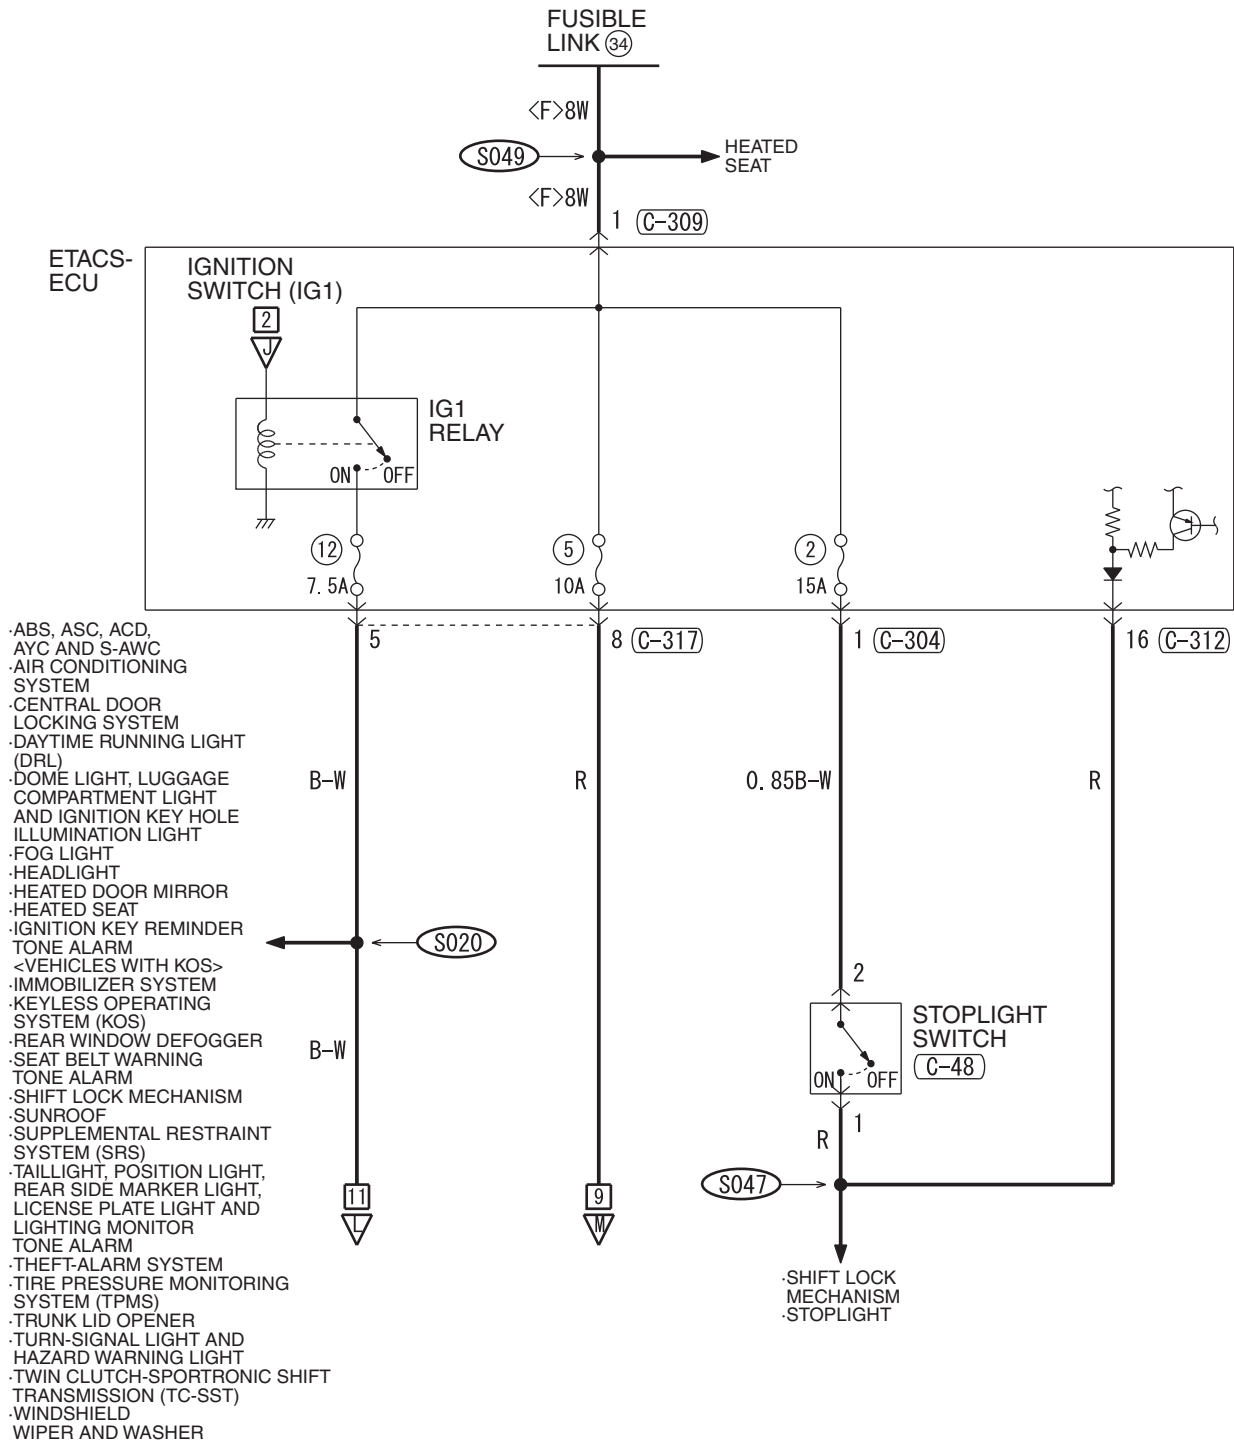 FUSIBLE
LINK 34
<F>8W
S049
HEATED
SEAT
<F>8W
1 C-309
ETACS-
ECU
IGNITION
SWITCH (IG1)
2
J
IG1
RELAY
ON OFF
12
7. 5A
5
10A
2
15A
5
8 C-317
1 C-304
16 C-312
·ABS, ASC, ACD,
AYC AND S-AWC
·AIR CONDITIONING
SYSTEM
·CENTRAL DOOR
LOCKING SYSTEM
·DAYTIME RUNNING LIGHT
(DRL)
·DOME LIGHT, LUGGAGE
COMPARTMENT LIGHT
AND IGNITION KEY HOLE
ILLUMINATION LIGHT
·FOG LIGHT
·HEADLIGHT
·HEATED DOOR MIRROR
·HEATED SEAT
·IGNITION KEY REMINDER
TONE ALARM
<VEHICLES WITH KOS>
·IMMOBILIZER SYSTEM
·KEYLESS OPERATING
SYSTEM (KOS)
·REAR WINDOW DEFOGGER
·SEAT BELT WARNING
TONE ALARM
·SHIFT LOCK MECHANISM
·SUNROOF
·SUPPLEMENTAL RESTRAINT
SYSTEM (SRS)
·TAILLIGHT, POSITION LIGHT,
REAR SIDE MARKER LIGHT,
LICENSE PLATE LIGHT AND
LIGHTING MONITOR
TONE ALARM
·THEFT-ALARM SYSTEM
·TIRE PRESSURE MONITORING
SYSTEM (TPMS)
·TRUNK LID OPENER
·TURN-SIGNAL LIGHT AND
HAZARD WARNING LIGHT
·TWIN CLUTCH-SPORTRONIC SHIFT
TRANSMISSION (TC-SST)
·WINDSHIELD
WIPER AND WASHER
B-W
R
0. 85B-W
R
S020
B-W
2
STOPLIGHT
SWITCH
C-48
ON OFF
1
R
S047
11
L
9
M
·SHIFT LOCK
MECHANISM
·STOPLIGHT